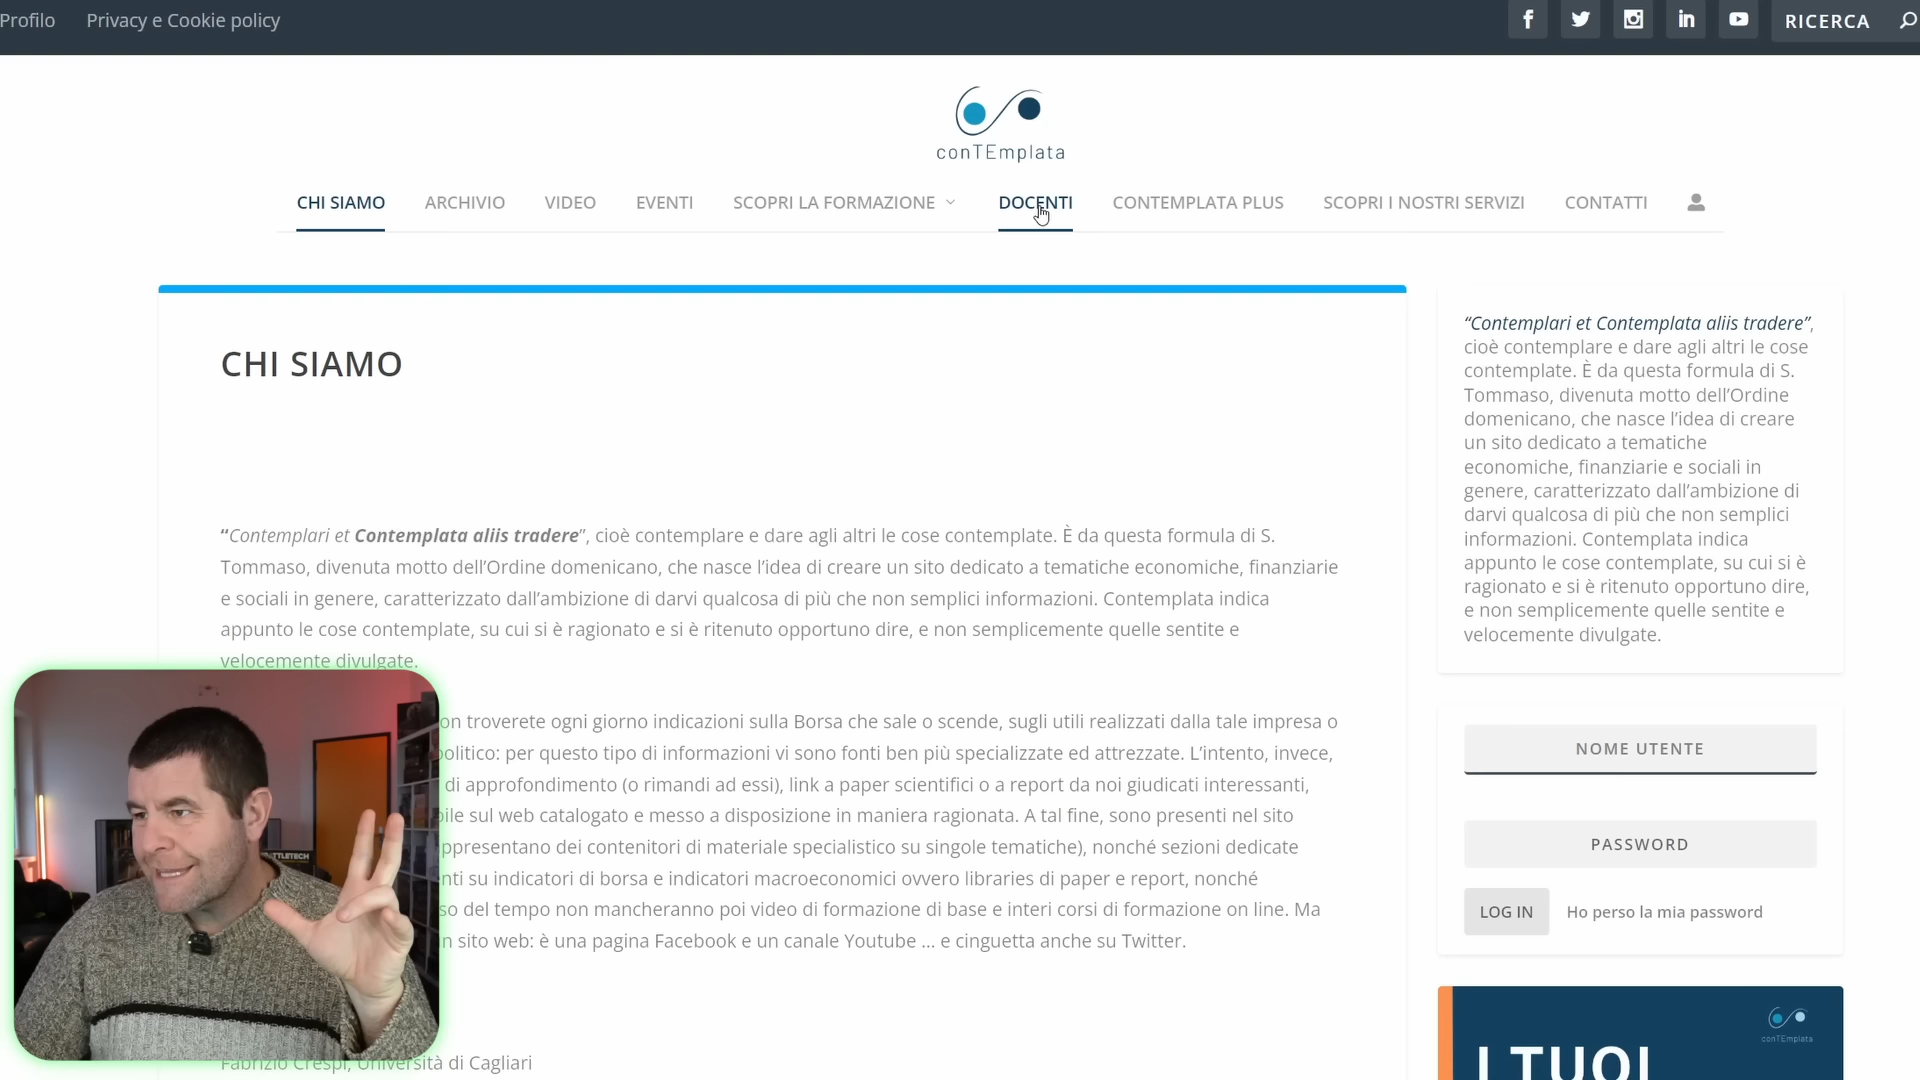 Profilo Privacy e Cookie policy
RICERCA
conTEmplata
CHI SIAMO ARCHIVIO VIDEO EVENTI SCOPRI LA FORMAZIONE DOCENTI CONTEMPLATA PLUS SCOPRI I NOSTRI SERVIZI CONTATTI
CHI SIAMO
“Contemplari et Contemplata aliis tradere”, cioè contemplare e dare agli altri le cose contemplate. È da questa formula di S.
Tommaso, divenuta motto dell’Ordine domenicano, che nasce l’idea di creare un sito dedicato a tematiche economiche, finanziarie
e sociali in genere, caratterizzato dall’ambizione di darvi qualcosa di più che non semplici informazioni. Contemplata indica
appunto le cose contemplate, su cui si è ragionato e si è ritenuto opportuno dire, e non semplicemente quelle sentite e
velocemente divulgate.
on troverete ogni giorno indicazioni sulla Borsa che sale o scende, sugli utili realizzati dalla tale impresa o
politico: per questo tipo di informazioni vi sono fonti ben più specializzate ed attrezzate. L’intento, invece,
di approfondimento (o rimandi ad essi), link a paper scientifici o a report da noi giudicati interessanti,
bile sul web catalogato e messo a disposizione in maniera ragionata. A tal fine, sono presenti nel sito
ppresentano dei contenitori di materiale specialistico su singole tematiche), nonché sezioni dedicate
nti su indicatori di borsa e indicatori macroeconomici ovvero libraries di paper e report, nonché
so del tempo non mancheranno poi video di formazione di base e interi corsi di formazione on line. Ma
n sito web: è una pagina Facebook e un canale Youtube … e cinguetta anche su Twitter.
Fabrizio Crespi, Università di Cagliari
“Contemplari et Contemplata aliis tradere”,
cioè contemplare e dare agli altri le cose
contemplate. È da questa formula di S.
Tommaso, divenuta motto dell’Ordine
domenicano, che nasce l’idea di creare
un sito dedicato a tematiche
economiche, finanziarie e sociali in
genere, caratterizzato dall’ambizione di
darvi qualcosa di più che non semplici
informazioni. Contemplata indica
appunto le cose contemplate, su cui si è
ragionato e si è ritenuto opportuno dire,
e non semplicemente quelle sentite e
velocemente divulgate.
NOME UTENTE
PASSWORD
LOG IN Ho perso la mia password
conTEmplata
I TUOI